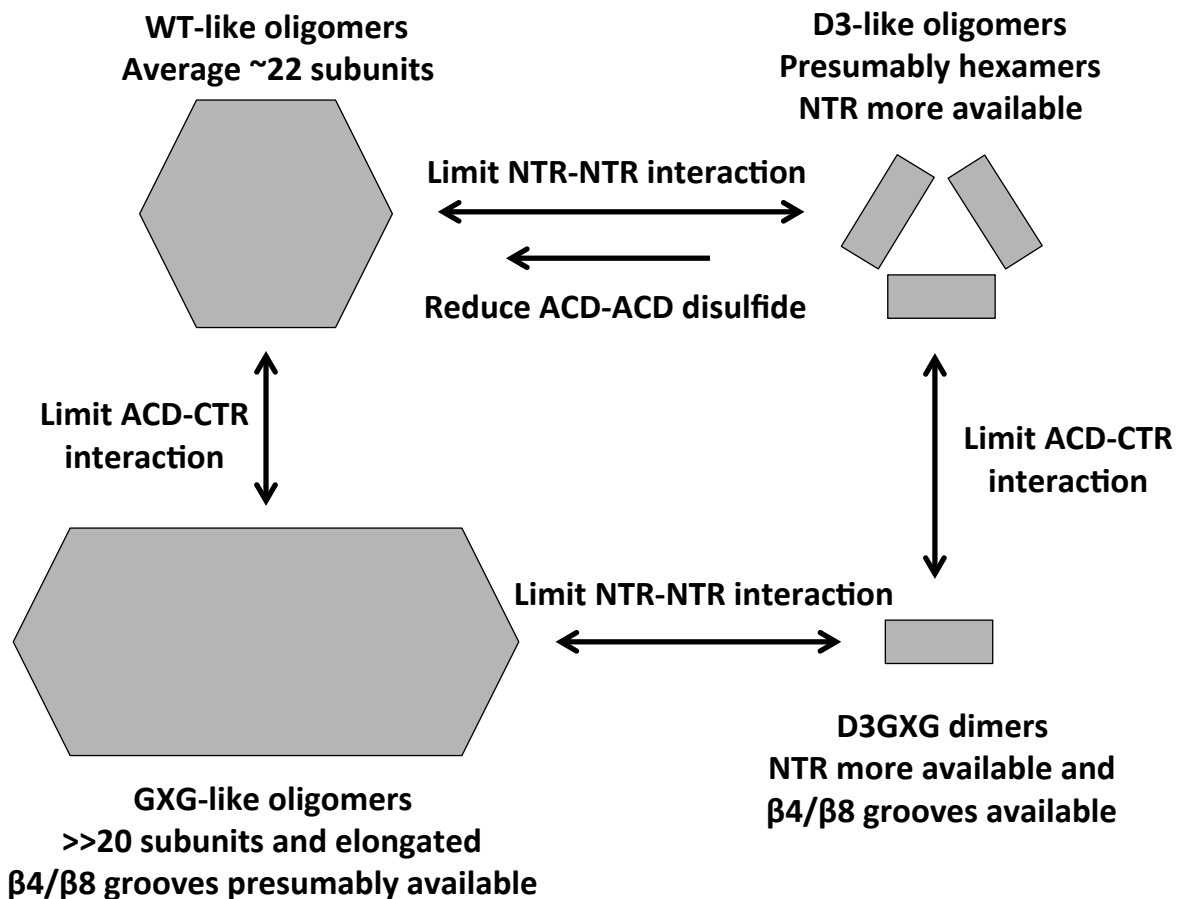 WT-like oligomers
Average ~22 subunits
D3-like oligomers
Presumably hexamers
NTR more available
Limit NTR-NTR interaction
Reduce ACD-ACD disulfide
Limit ACD-CTR
interaction
Limit ACD-CTR
interaction
Limit NTR-NTR interaction
GXG-like oligomers
>>20 subunits and elongated
β4/β8 grooves presumably available
D3GXG dimers
NTR more available and
β4/β8 grooves available